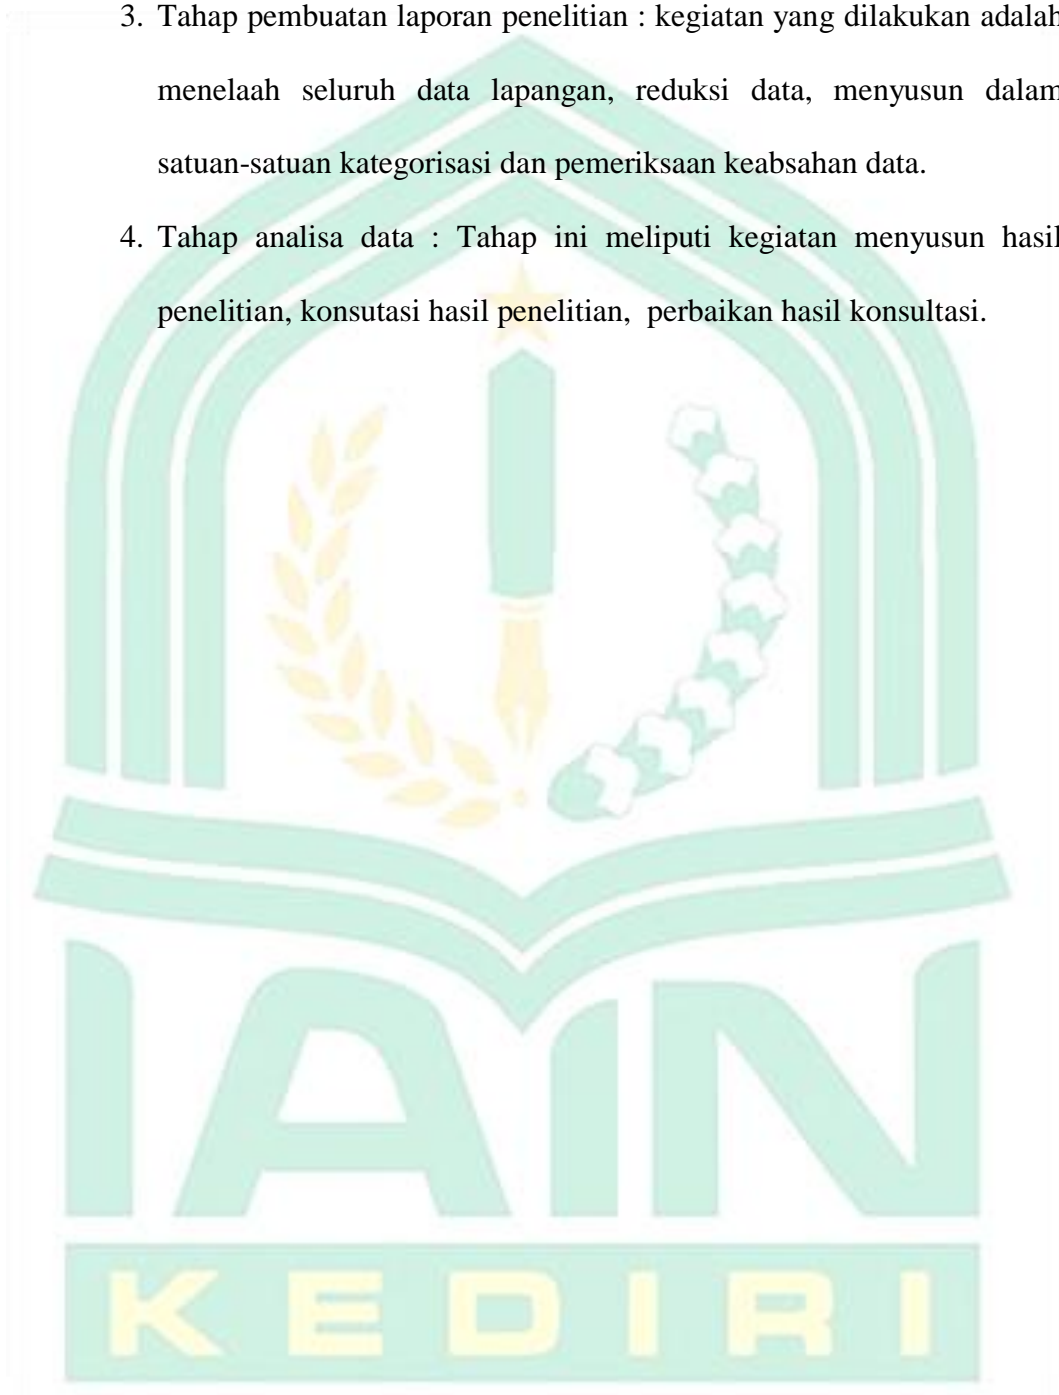 3. Tahap pembuatan laporan penelitian : kegiatan yang dilakukan adalah
menelaah seluruh data lapangan, reduksi data, menyusun dalam
satuan-satuan kategorisasi dan pemeriksaan keabsahan data.
4. Tahap analisa data : Tahap ini meliputi kegiatan menyusun hasil
penelitian, konsutasi hasil penelitian,  perbaikan hasil konsultasi.
IAIN
KEDIRI